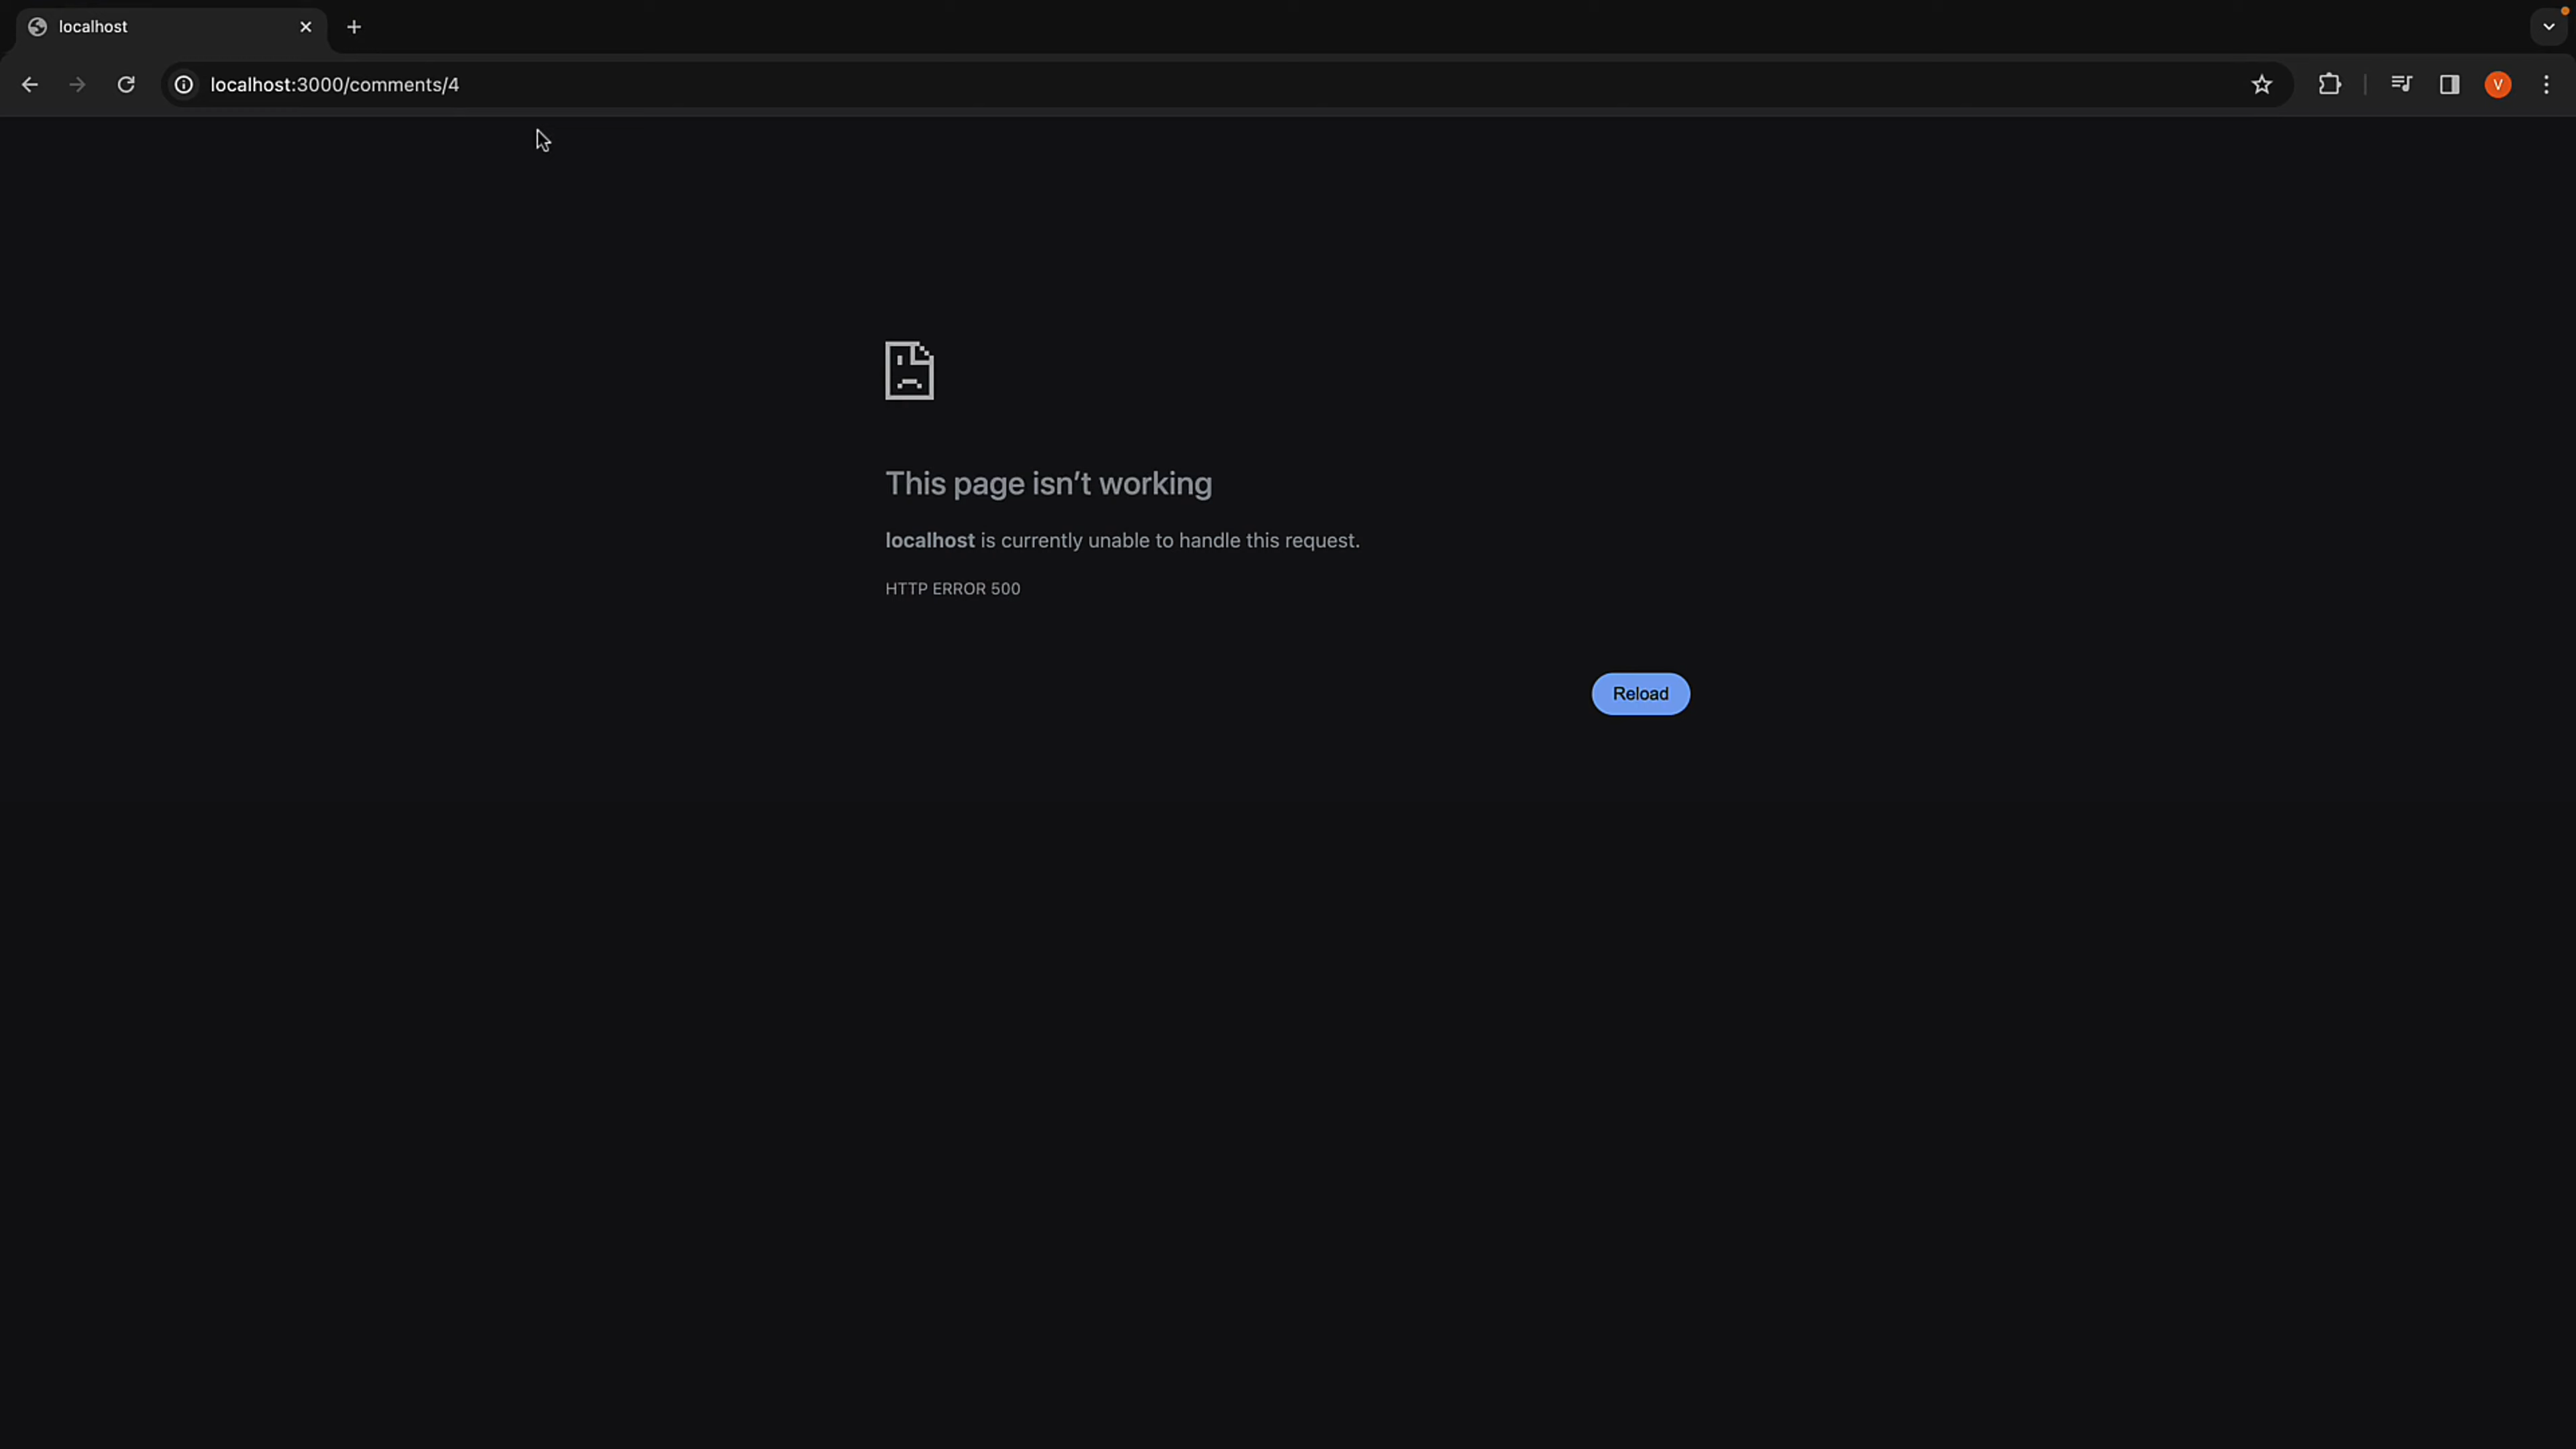 localhost
localhost:3000/comments/4
V
This page isn’t working
localhost is currently unable to handle this request.
HTTP ERROR 500
Reload